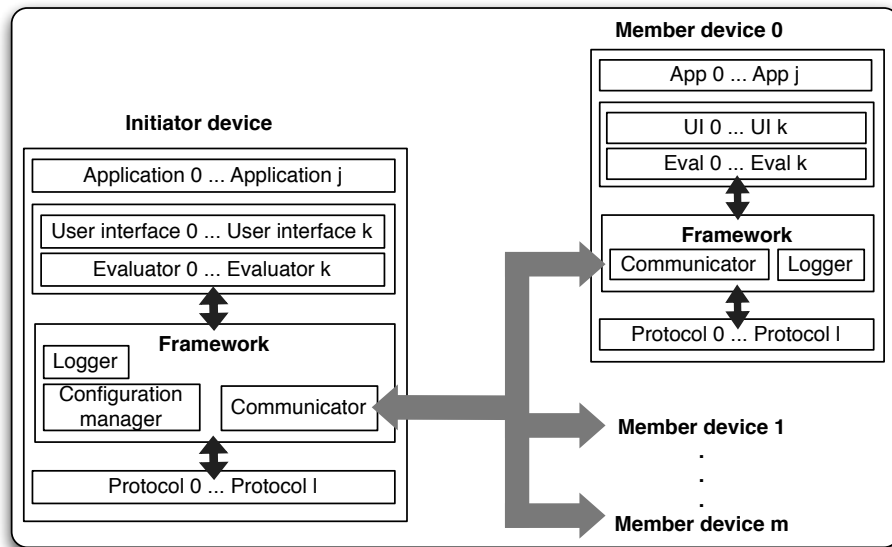 Initiator device
Application 0 ... Application j
User interface 0 ... User interface k
Evaluator 0 ... Evaluator k
Framework
Logger
Configuration
manager
Communicator
Protocol 0 ... Protocol l
Member device 0
App 0 ... App j
UI 0 ... UI k
Eval 0 ... Eval k
Framework
Communicator
Logger
Protocol 0 ... Protocol l
Member device 1
.
.
.
Member device m